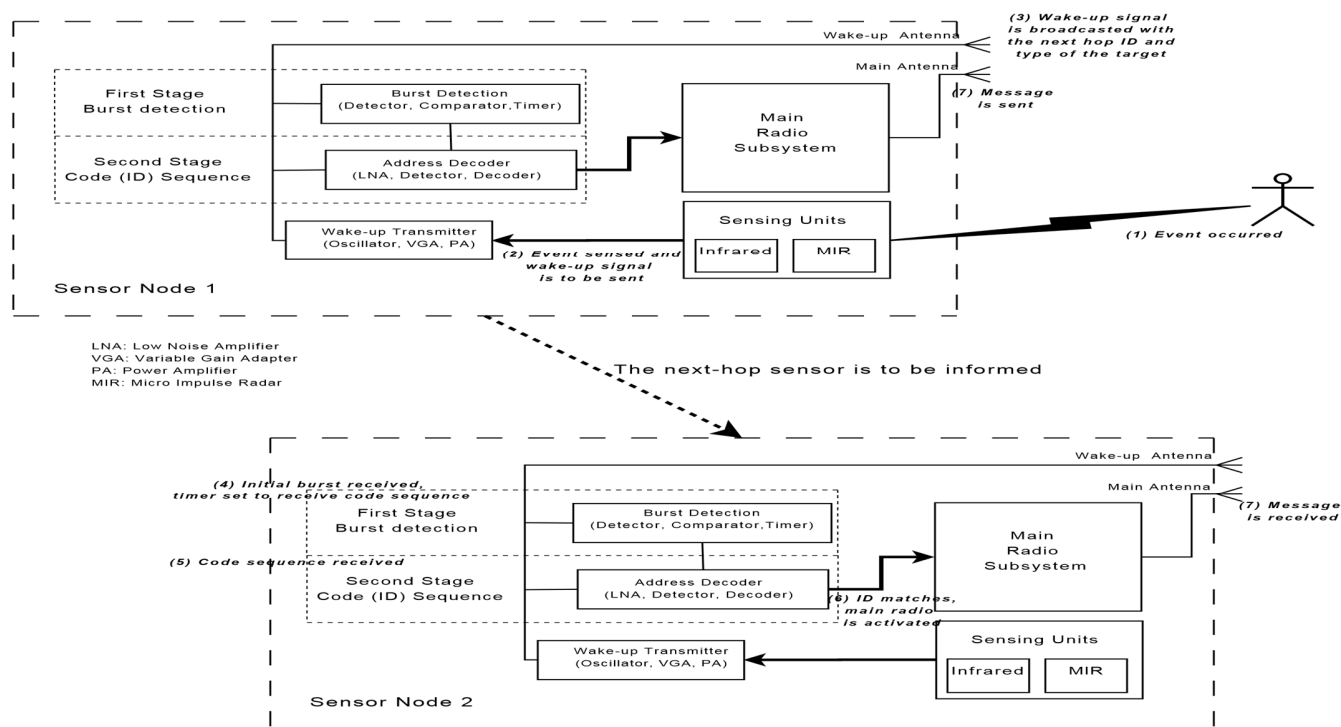 Wake-up Antenna
(3) Wake-up signal
is broadcasted with
the next hop ID and
type of the target
Main Antenna
(7) Message
is sent
First Stage
Burst detection
Burst Detection
(Detector, Comparator,Timer)
Main
Radio
Subsystem
Second Stage
Code (ID) Sequence
Address Decoder
(LNA, Detector, Decoder)
Wake-up Transmitter
(Oscillator, VGA, PA)
Sensing Units
Infrared
MIR
(1) Event occurred
(2) Event sensed and
wake-up signal
is to be sent
Sensor Node 1
LNA: Low Noise Amplifier
VGA: Variable Gain Adapter
PA: Power Amplifier
MIR: Micro Impulse Radar
The next-hop sensor is to be informed
Wake-up Antenna
(4) Initial burst received,
timer set to receive code sequence
Main Antenna
(7) Message
is received
First Stage
Burst detection
Burst Detection
(Detector, Comparator,Timer)
Main
Radio
Subsystem
(5) Code sequence received
Second Stage
Code (ID) Sequence
Address Decoder
(LNA, Detector, Decoder)
(6) ID matches,
main radio
is activated
Wake-up Transmitter
(Oscillator, VGA, PA)
Sensing Units
Infrared
MIR
Sensor Node 2